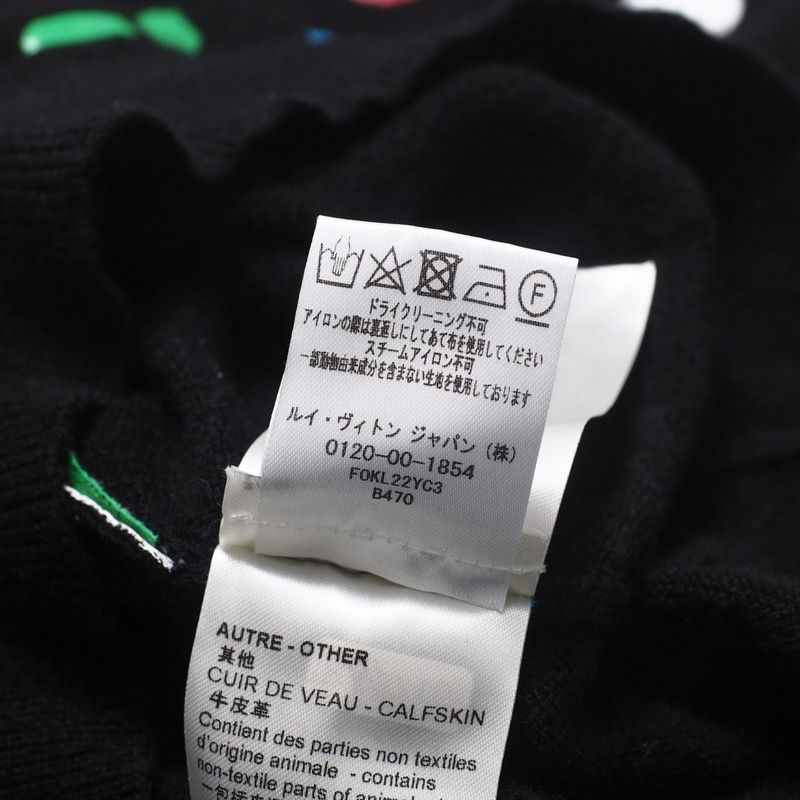 F
ドライクリーニング不可
アイロンの際は裏返しにしてあて布を使用してください
スチームアイロン不可
一部動物由来成分を含まない生地を使用しております
ルイ・ヴィトン ジャパン(株)
0120-00-1854
F0KL22YC3
B470
AUTRE - OTHER
其他
CUIR DE VEAU - CALFSKIN
牛皮革
Contient des parties non textiles
d'origine animale - contains
non-textile parts of animal